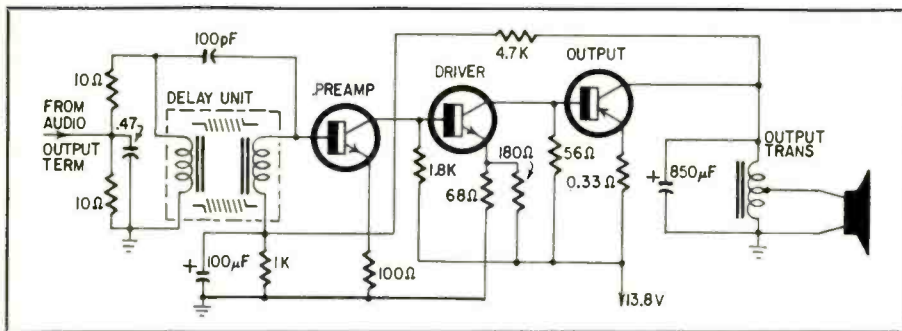 100pF
4.7K
OUTPUT
DRIVER
PREAMP
10Ω
DELAY UNIT
FROM
AUDIO
OUTPUT
TERM
.47
10Ω
180Ω
1.8K
68Ω
56Ω
0.33Ω
OUTPUT
TRANS
+
850µF
+
100µF
1K
100Ω
13.8V